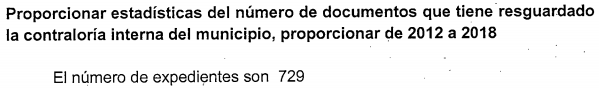 Proporcionar estadísticas del número de documentos que tiene resguardado
la contraloría interna del municipio, proporcionar de 2012 a 2018
El número de expedientes son 729